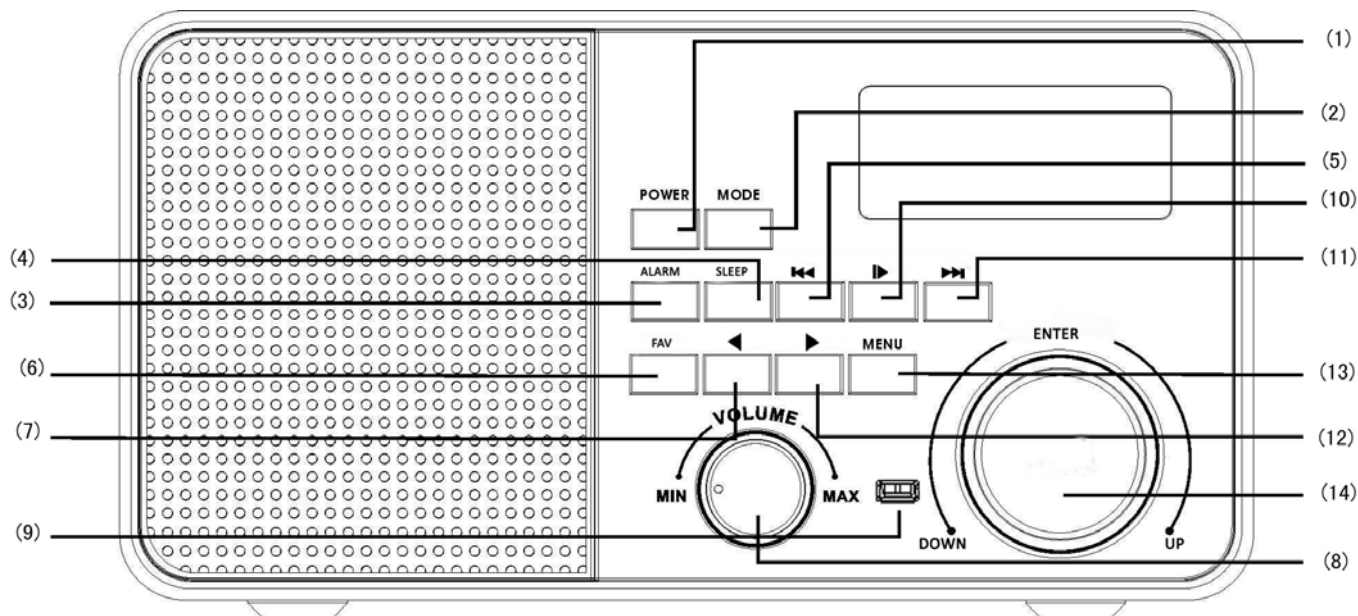 (1)
(2)
(5)
POWER MODE
(10)
(4)
(11)
ALARM SLEEP
(3)
ENTER
FAV MENU
(6)
(13)
VOLUME
(7)
(12)
MIN MAX
(14)
(9)
DOWN UP
(8)